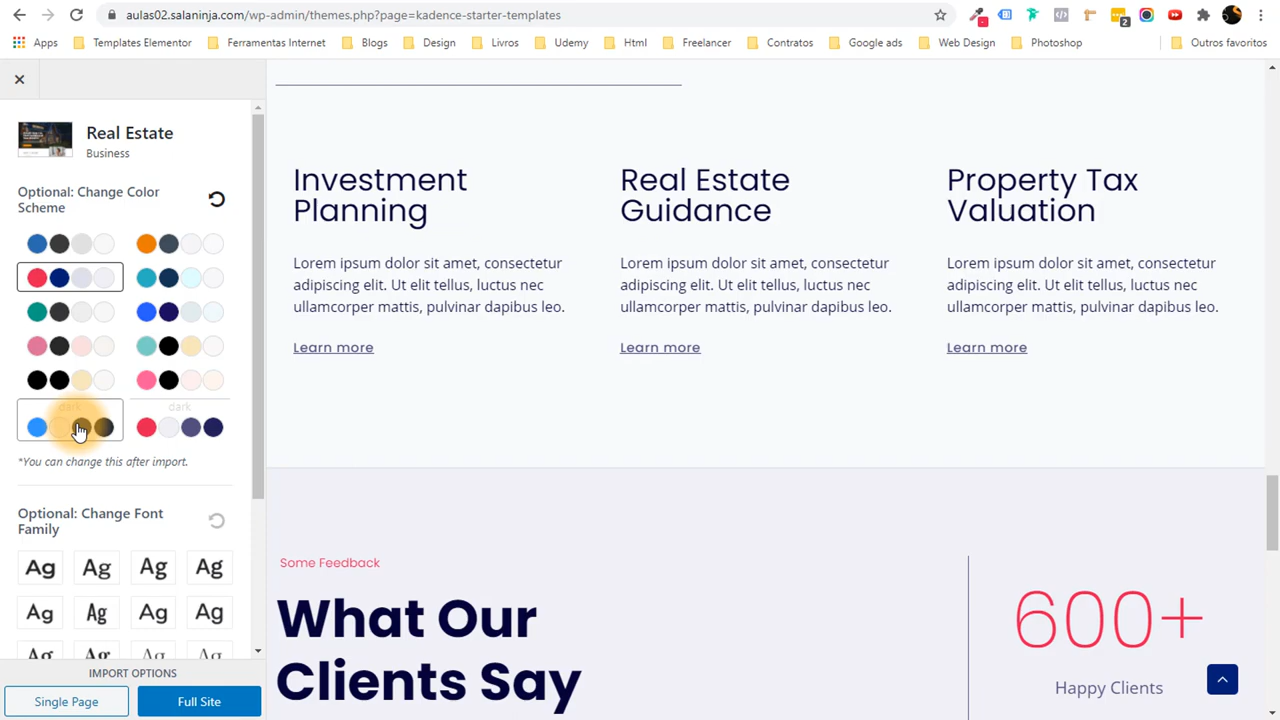 aulas02.salaninja.com/wp-admin/themes.php?page=kadence-starter-templates
2
Apps
Templates Elementor
Ferramentas Internet
Blogs
Design
Livros
Udemy
Html
Freelancer
Contratos
Google ads
Web Design
Photoshop
Outros favoritos
Real Estate
Business
Optional: Change Color
Scheme
dark
dark
*You can change this after import.
Optional: Change Font
Family
Ag Ag Ag Ag
Ag Ag Ag Ag
Ag Ag Ag Ag
IMPORT OPTIONS
Single Page
Full Site
Investment
Planning
Lorem ipsum dolor sit amet, consectetur
adipiscing elit. Ut elit tellus, luctus nec
ullamcorper mattis, pulvinar dapibus leo.
Learn more
Real Estate
Guidance
Lorem ipsum dolor sit amet, consectetur
adipiscing elit. Ut elit tellus, luctus nec
ullamcorper mattis, pulvinar dapibus leo.
Learn more
Property Tax
Valuation
Lorem ipsum dolor sit amet, consectetur
adipiscing elit. Ut elit tellus, luctus nec
ullamcorper mattis, pulvinar dapibus leo.
Learn more
Some Feedback
What Our
Clients Say
600+
Happy Clients